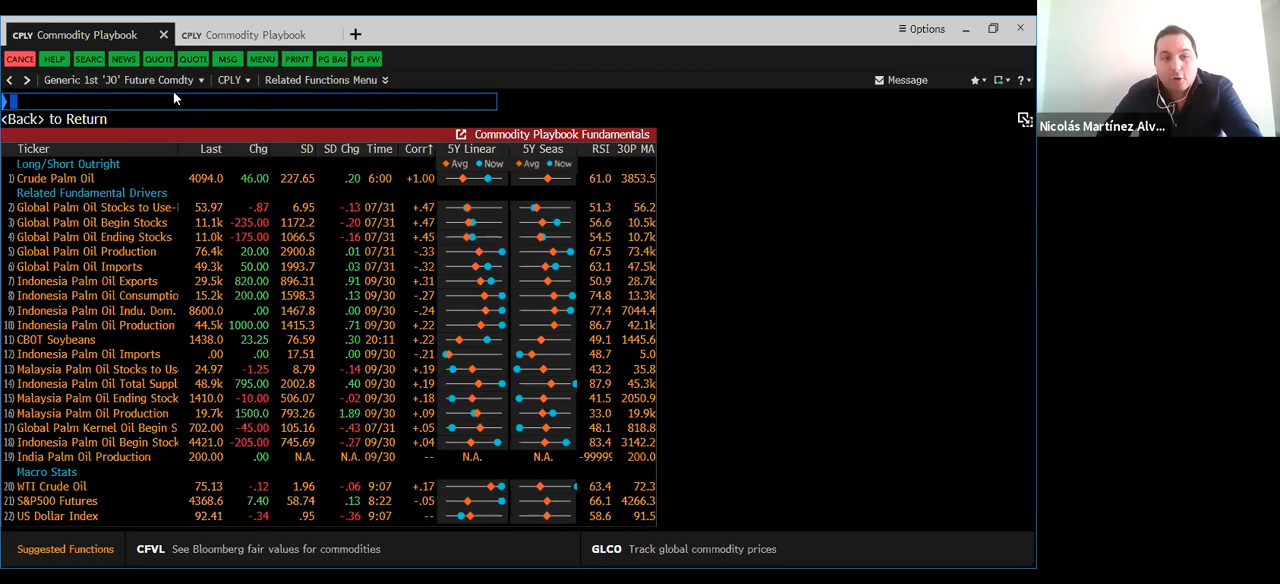 CPLY Commodity Playbook × CPLY Commodity Playbook +
Options
CANCE HELP SEARC NEWS QUOTE QUOTE MSG MENU PRINT PG BAC PG FW
Generic 1st 'JO' Future Comdty CPLY Related Functions Menu Message
<Back> to Return
Commodity Playbook Fundamentals
Ticker Last Chg SD SD Chg Time Corr↑ 5Y Linear 5Y Seas RSI 30P MA
Long/Short Outright Avg Now Avg Now
1) Crude Palm Oil 4094.0 46.00 227.65 .20 6:00 +1.00 61.0 3853.5
Related Fundamental Drivers
2) Global Palm Oil Stocks to Use- 53.97 -.87 6.95 -.13 07/31 +.47 51.3 56.2
3) Global Palm Oil Begin Stocks 11.1k -235.00 1172.2 -.20 07/31 +.47 56.6 10.5k
4) Global Palm Oil Ending Stocks 11.0k -175.00 1066.5 -.16 07/31 +.45 54.5 10.7k
5) Global Palm Oil Production 76.4k 20.00 2900.8 .01 07/31 -.33 67.5 73.4k
6) Global Palm Oil Imports 49.3k 50.00 1993.7 .03 07/31 -.32 63.1 47.5k
7) Indonesia Palm Oil Exports 29.5k 820.00 896.31 .91 09/30 +.31 50.9 28.7k
8) Indonesia Palm Oil Consumptio 15.2k 200.00 1598.3 .13 09/30 -.27 74.8 13.3k
9) Indonesia Palm Oil Indu. Dom. 8600.0 .00 1467.8 .00 09/30 -.24 77.4 7044.4
10) Indonesia Palm Oil Production 44.5k 1000.00 1415.3 .71 09/30 +.22 86.7 42.1k
11) CBOT Soybeans 1438.0 23.25 76.59 .30 20:11 +.22 49.1 1445.6
12) Indonesia Palm Oil Imports .00 .00 17.51 .00 09/30 -.21 48.7 5.0
13) Malaysia Palm Oil Stocks to Us 24.97 -1.25 8.79 -.14 09/30 +.19 43.2 35.8
14) Indonesia Palm Oil Total Suppl 48.9k 795.00 2002.8 .40 09/30 +.19 87.9 45.3k
15) Malaysia Palm Oil Ending Stock 1410.0 -10.00 506.07 -.02 09/30 +.18 41.5 2050.9
16) Malaysia Palm Oil Production 19.7k 1500.0 793.26 1.89 09/30 +.09 33.0 19.9k
17) Global Palm Kernel Oil Begin S 702.00 -45.00 105.16 -.43 07/31 +.05 48.1 818.8
18) Indonesia Palm Oil Begin Stock 4421.0 -205.00 745.69 -.27 09/30 +.04 83.4 3142.2
19) India Palm Oil Production 200.00 .00 N.A. N.A. 09/30 -- N.A. N.A. -99999 200.0
Macro Stats
20) WTI Crude Oil 75.13 -.12 1.96 -.06 9:07 +.17 63.4 72.3
21) S&P500 Futures 4368.6 7.40 58.74 .13 8:22 -.05 66.1 4266.3
22) US Dollar Index 92.41 -.34 .95 -.36 9:07 -- 58.6 91.5
Suggested Functions CFVL See Bloomberg fair values for commodities GLCO Track global commodity prices
Nicolás Martínez Alv...